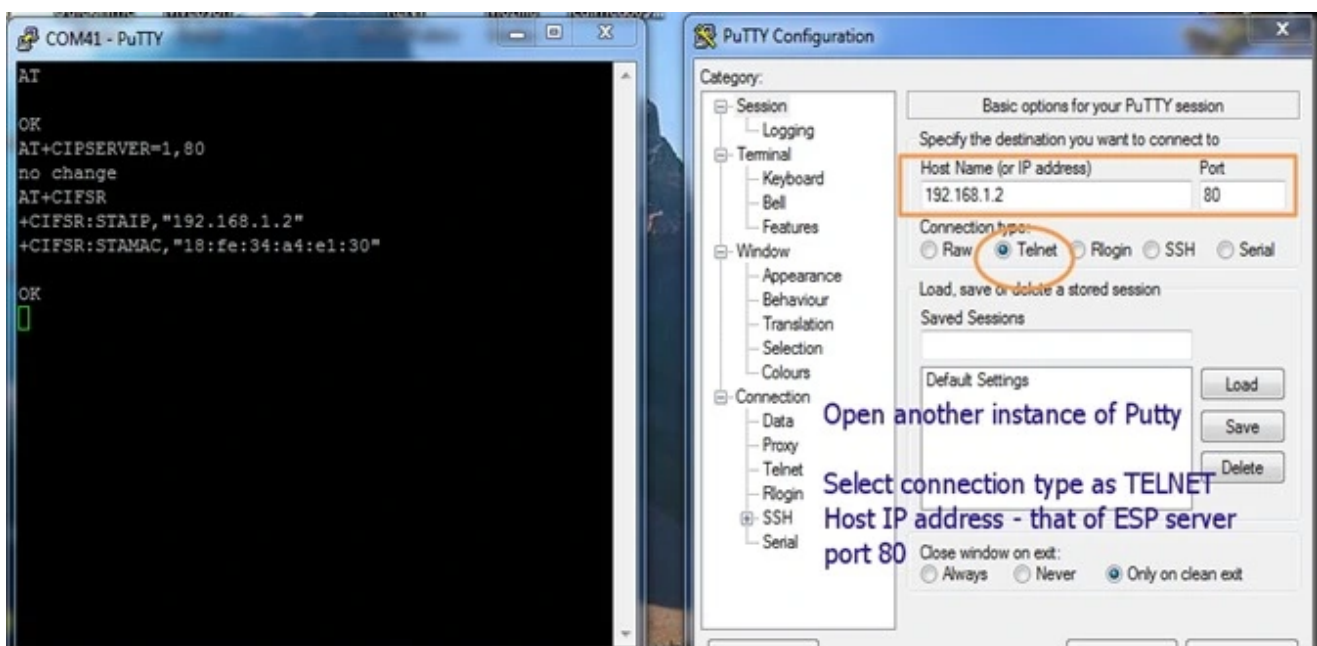 COM41 - PuTTY
AT
OK
AT+CIPSERVER=1,80
no change
AT+CIFSR
+CIFSR:STAIP,"192.168.1.2"
+CIFSR:STAMAC,"18:fe:34:a4:e1:30"
OK
PuTTY Configuration
Category:
Session
Logging
Terminal
Keyboard
Bell
Features
Window
Appearance
Behaviour
Translation
Selection
Colours
Connection
Data
Proxy
Telnet
Rlogin
SSH
Serial
Basic options for your PuTTY session
Specify the destination you want to connect to
Host Name (or IP address) Port
192.168.1.2 80
Connection type:
Raw Telnet Rlogin SSH Serial
Load, save or delete a stored session
Saved Sessions
Default Settings
Load
Save
Delete
Open another instance of Putty
Select connection type as TELNET
Host IP address - that of ESP server
port 80
Close window on exit:
Always Never Only on clean exit